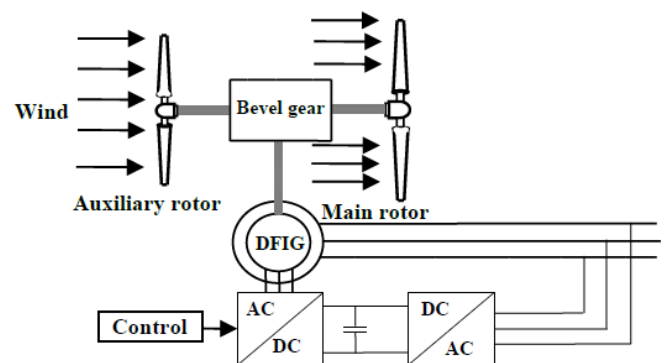 Wind
Bevel gear
Auxiliary rotor
Main rotor
DFIG
Control
AC
DC
DC
AC